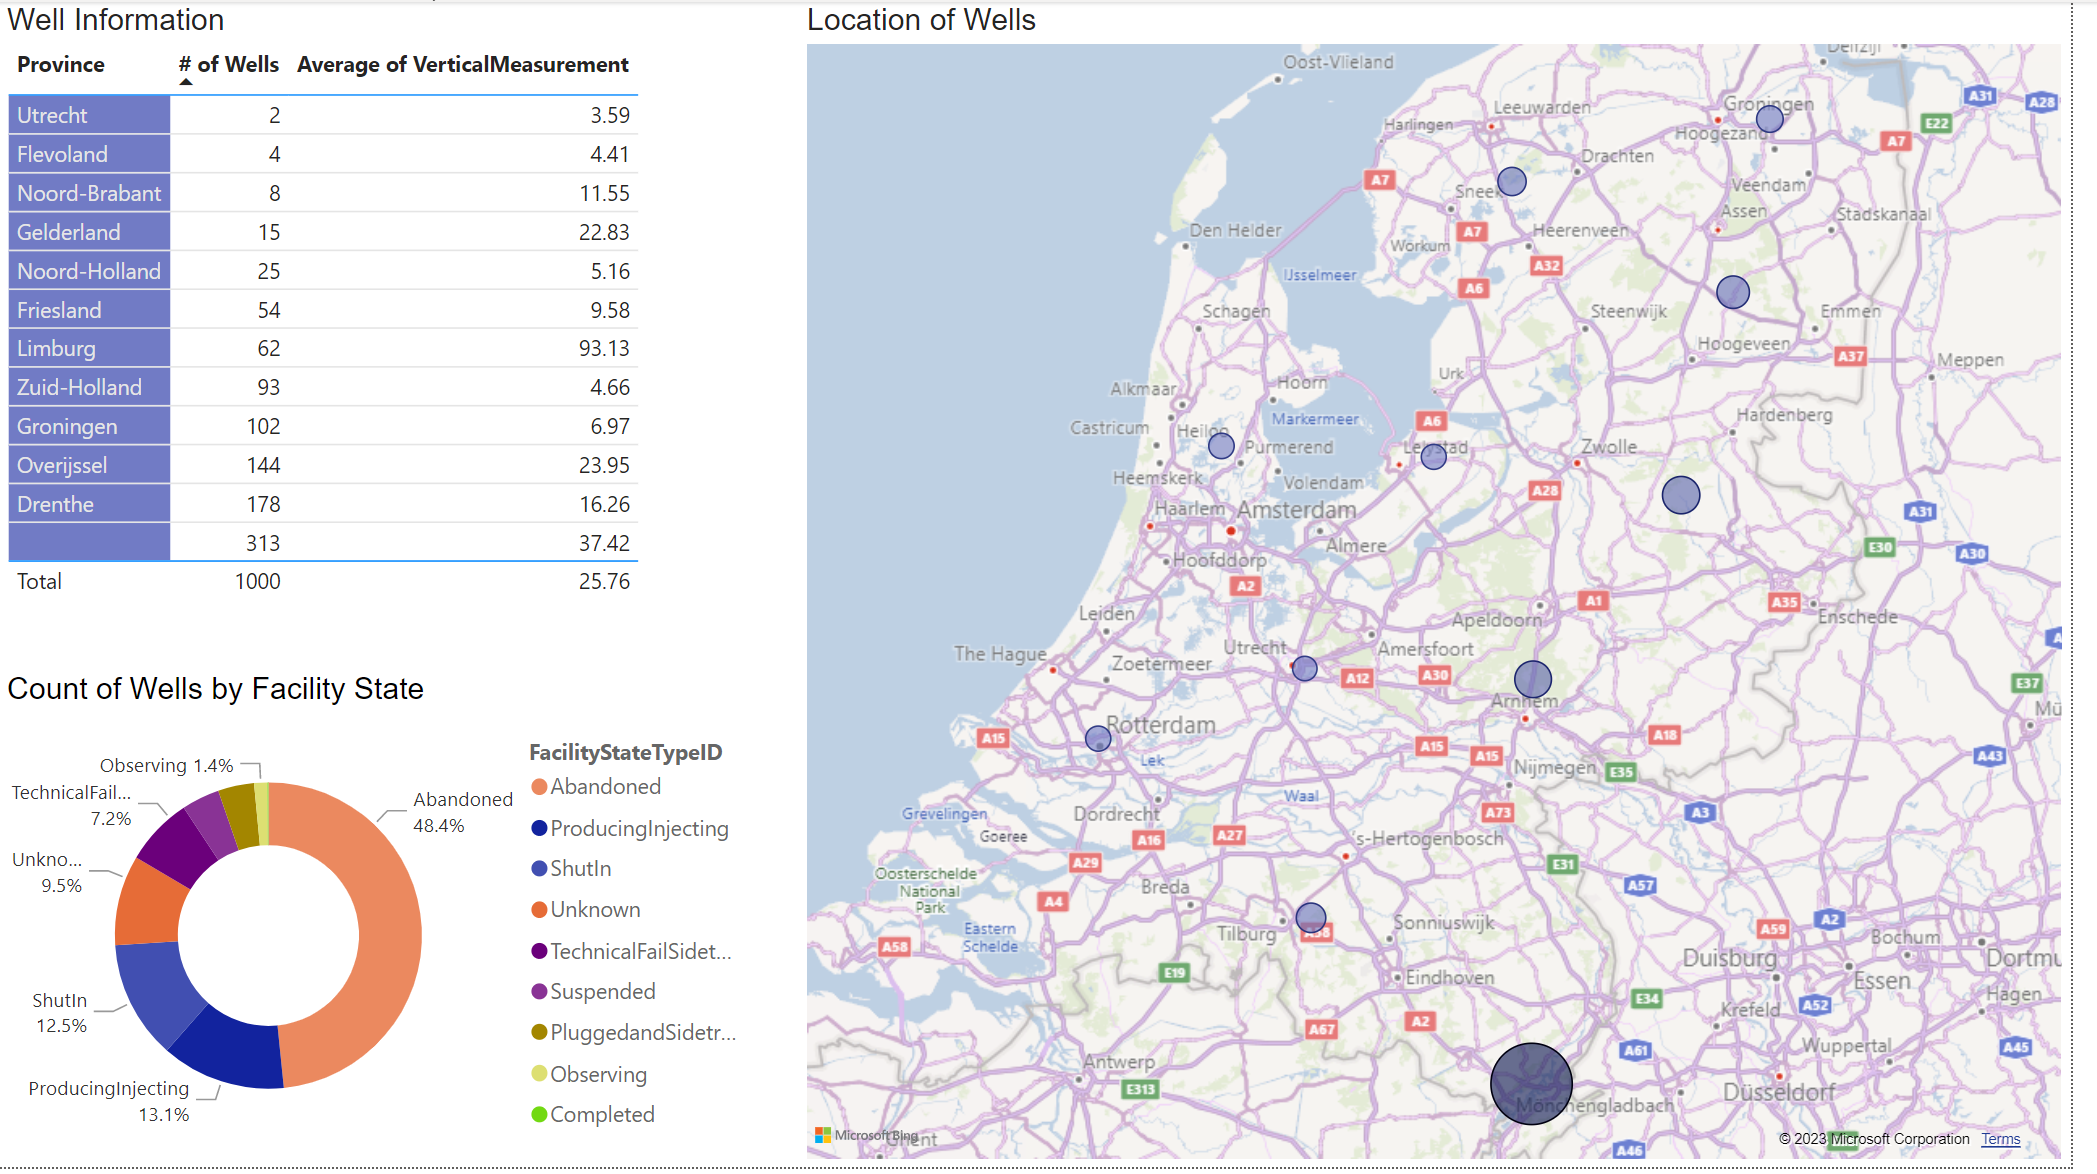 Well Information
Province # of Wells Average of VerticalMeasurement
Utrecht 2 3.59
Flevoland 4 4.41
Noord-Brabant 8 11.55
Gelderland 15 22.83
Noord-Holland 25 5.16
Friesland 54 9.58
Limburg 62 93.13
Zuid-Holland 93 4.66
Groningen 102 6.97
Overijssel 144 23.95
Drenthe 178 16.26
313 37.42
Total 1000 25.76
Count of Wells by Facility State
Observing 1.4%
TechnicalFail...
7.2%
Unkno...
9.5%
ShutIn
12.5%
ProducingInjecting
13.1%
Abandoned
48.4%
FacilityStateTypeID
Abandoned
ProducingInjecting
ShutIn
Unknown
TechnicalFailSidet...
Suspended
PluggedandSidetr...
Observing
Completed
Location of Wells
Oost-Vlieland
Delfzijl
Leeuwarden
Groningen
A31
A28
Harlingen
Hoogezand
E22
A7
Drachten
A7
Sneek
Veendam
Assen
Stadskanaal
Den Helder
Workum
A7
Heerenveen
IJsselmeer
A32
A6
Schagen
Steenwijk
Emmen
Hoogeveen
A37
Meppen
Urk
Alkmaar
Hoorn
Markermeer
A6
Hardenberg
Castricum
Heiloo
Purmerend
Lelystad
Zwolle
Heemskerk
Volendam
A28
Haarlem
Amsterdam
A31
Almere
E30
A30
Hoofddorp
A2
A1
A35
Enschede
Leiden
Apeldoorn
The Hague
Zoetermeer
Utrecht
Amersfoort
A12
A30
E37
Arnhem
Mü
Rotterdam
A15
Lek
A15
A15
A18
Nijmegen
E35
A43
Waal
Grevelingen
Goeree
Dordrecht
A73
A3
A16
A27
's-Hertogenbosch
A29
E31
Oosterschelde
National
Park
Breda
A57
A4
Eastern
Schelde
A58
Tilburg
A58
Sonniuswijk
A59
A2
Bochum
Duisburg
Dortmu
E19
Eindhoven
Essen
E34
Krefeld
A52
Hagen
A67
A2
Antwerp
A61
Wuppertal
A45
E313
Mönchengladbach
Düsseldorf
Microsoft Bing
Ghent
A46
© 2023 Microsoft Corporation Terms